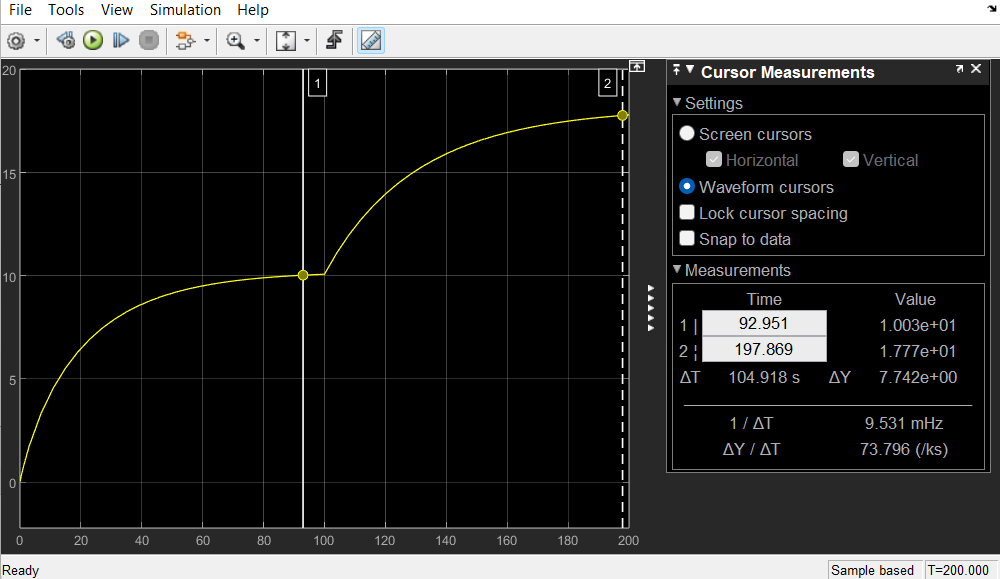 File Tools View Simulation Help
Cursor Measurements
Settings
Screen cursors
Horizontal Vertical
Waveform cursors
Lock cursor spacing
Snap to data
Measurements
Time Value
1 | 92.951 1.003e+01
2 ¦ 197.869 1.777e+01
ΔT 104.918 s ΔY 7.742e+00
1 / ΔT 9.531 mHz
ΔY / ΔT 73.796 (/ks)
1
2
20
15
10
5
0
0 20 40 60 80 100 120 140 160 180 200
Ready Sample based T=200.000